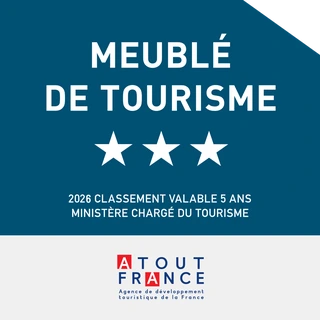 MEUBLÉ
DE TOURISME
2026 CLASSEMENT VALABLE 5 ANS
MINISTÈRE CHARGÉ DU TOURISME
ATOUT
FRANCE
Agence de développement
touristique de la France